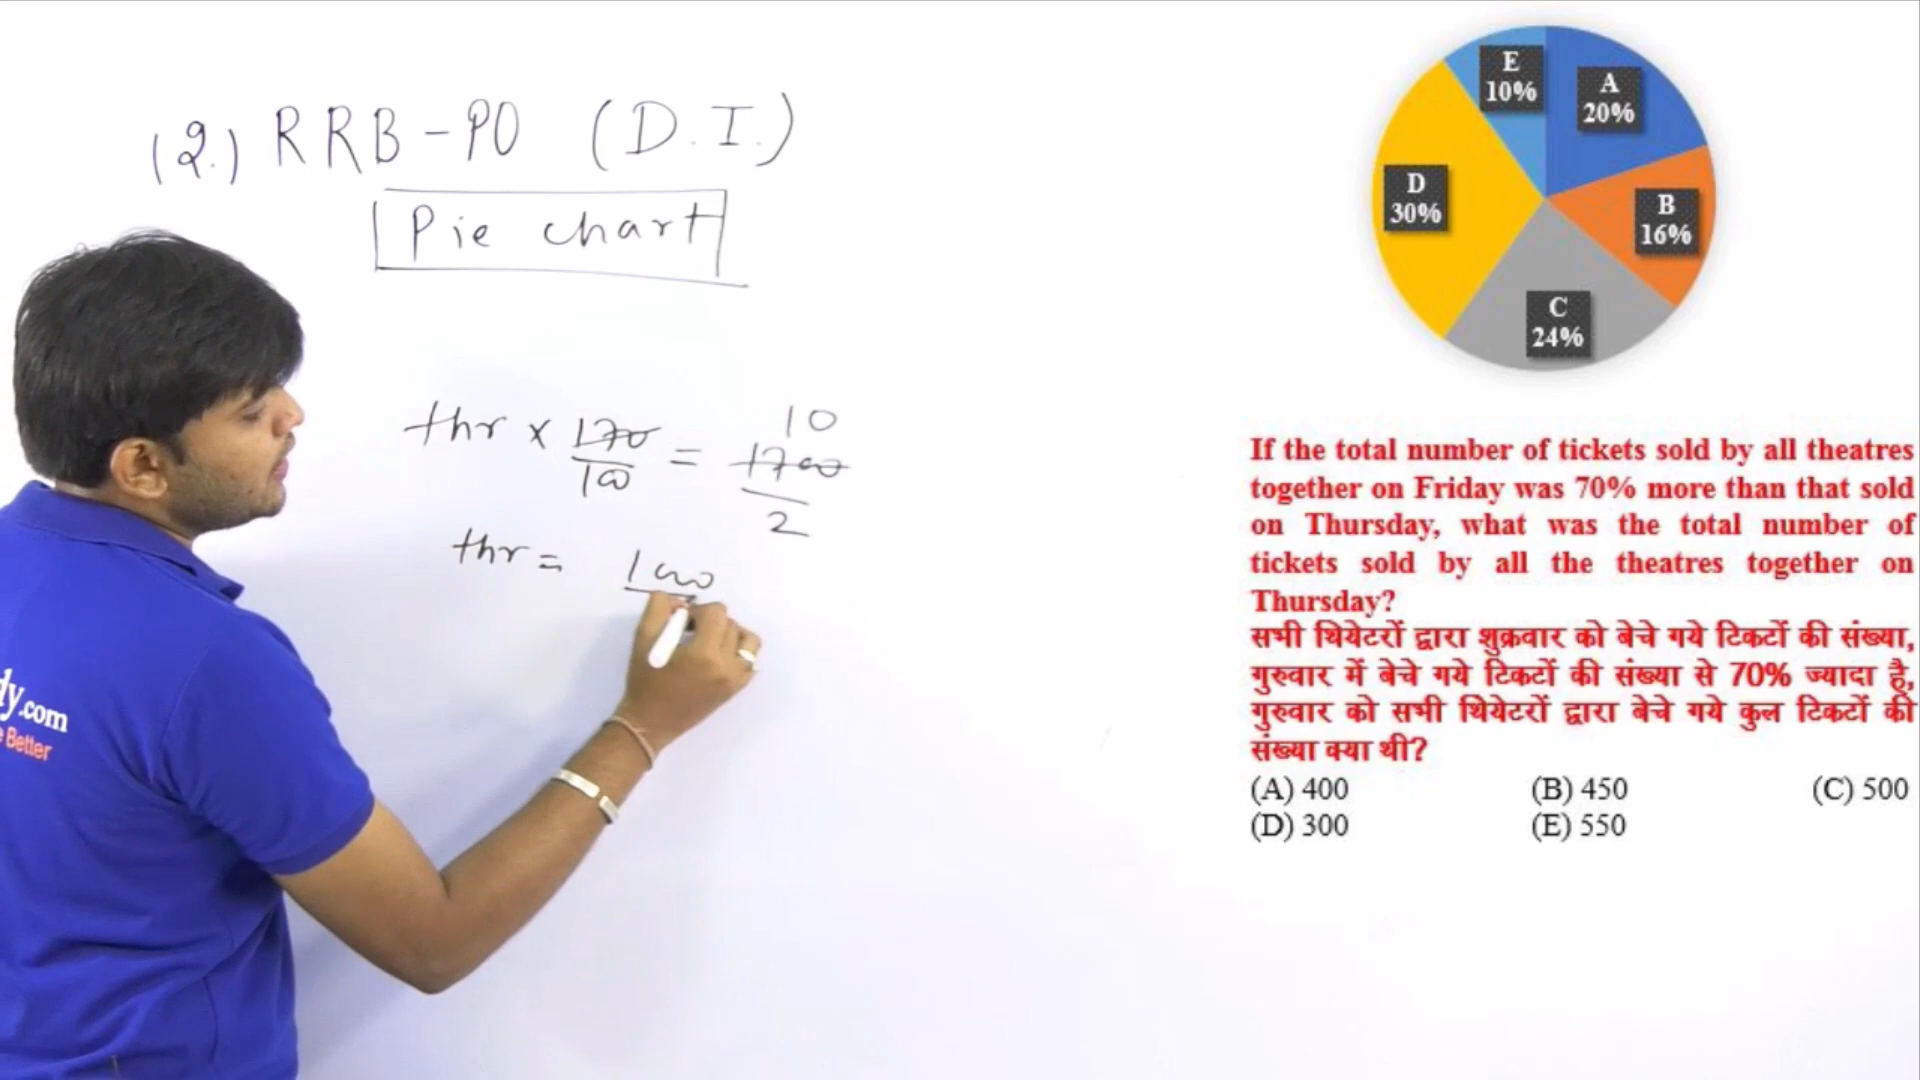 (2.) RRB-PO (D.I.)
Pie chart
thr × 170/100 = 1700/2
10
thr = 1000
dy.com
Better
E
10%
A
20%
D
30%
B
16%
C
24%
If the total number of tickets sold by all theatres
together on Friday was 70% more than that sold
on Thursday, what was the total number of
tickets sold by all the theatres together on
Thursday?
सभी थियेटरों द्वारा शुक्रवार को बेचे गये टिकटों की संख्या,
गुरुवार में बेचे गये टिकटों की संख्या से 70% ज्यादा है,
गुरुवार को सभी थियेटरों द्वारा बेचे गये कुल टिकटों की
संख्या क्या थी?
(A) 400 (B) 450 (C) 500
(D) 300 (E) 550